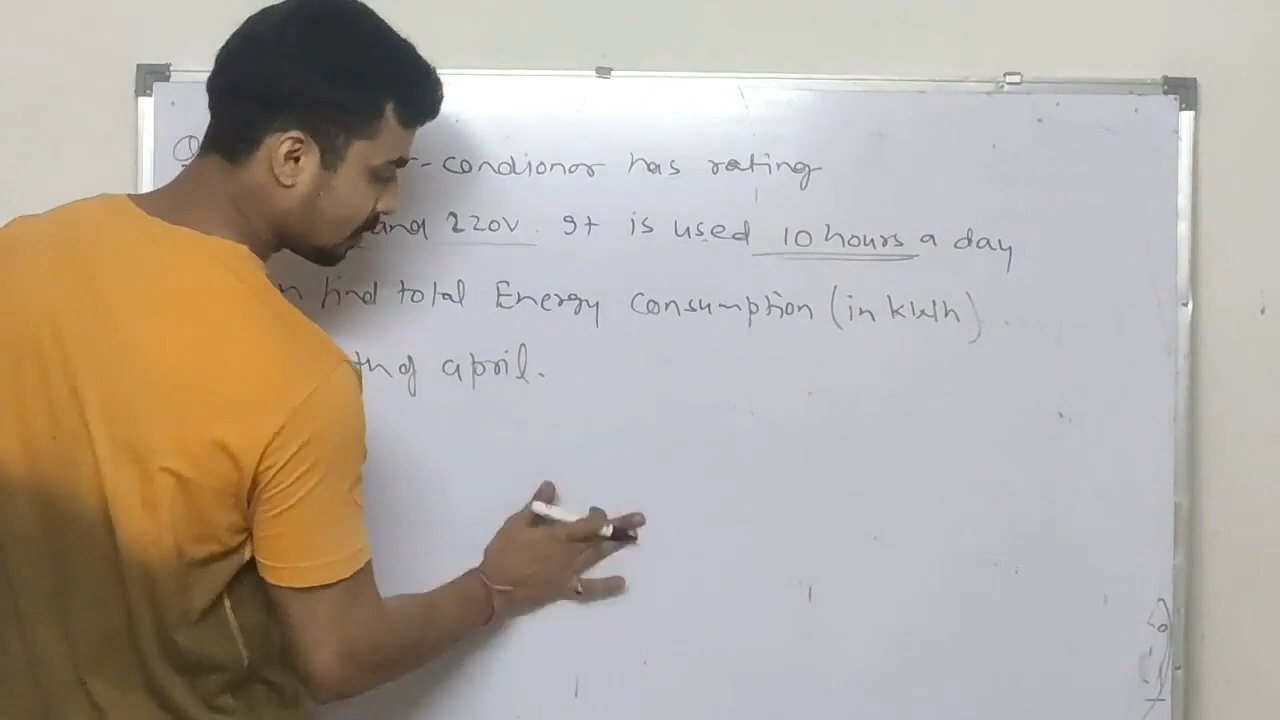 Q -condionor has rating
and 220V. It is used 10 hours a day
find total Energy Consumption (in kWh)
of april.